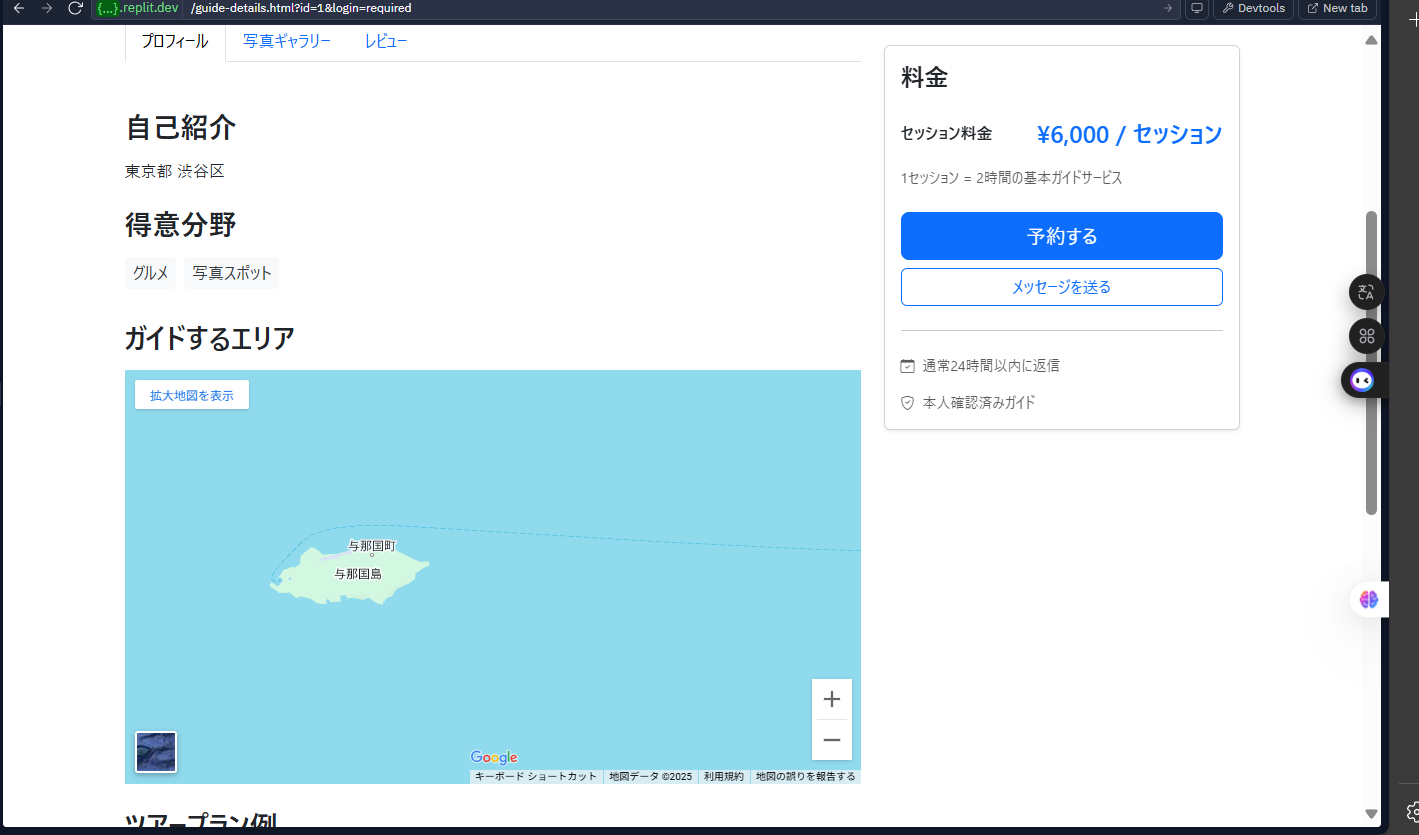 {...}.replit.dev /guide-details.html?id=1&login=required
Devtools
New tab
プロフィール 写真ギャラリー レビュー
自己紹介
東京都 渋谷区
得意分野
グルメ 写真スポット
ガイドするエリア
拡大地図を表示
与那国町
与那国島
Google
キーボード ショートカット 地図データ ©2025 利用規約 地図の誤りを報告する
ツアープラン例
料金
セッション料金 ¥6,000 / セッション
1セッション = 2時間の基本ガイドサービス
予約する
メッセージを送る
通常24時間以内に返信
本人確認済みガイド